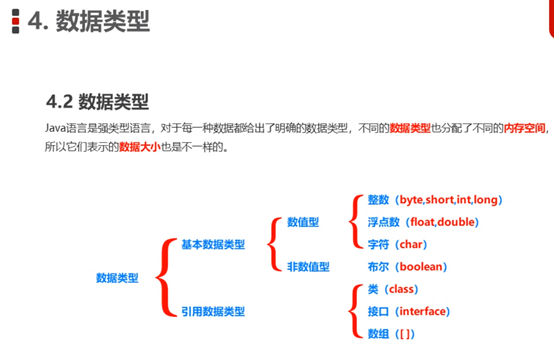 4. 数据类型
4.2 数据类型
Java语言是强类型语言，对于每一种数据都给出了明确的数据类型，不同的数据类型也分配了不同的内存空间，
所以它们表示的数据大小也是不一样的。
整数（byte,short,int,long）
数值型
浮点数（float,double）
基本数据类型
字符（char）
非数值型
布尔（boolean）
数据类型
类（class）
引用数据类型
接口（interface）
数组（[ ]）